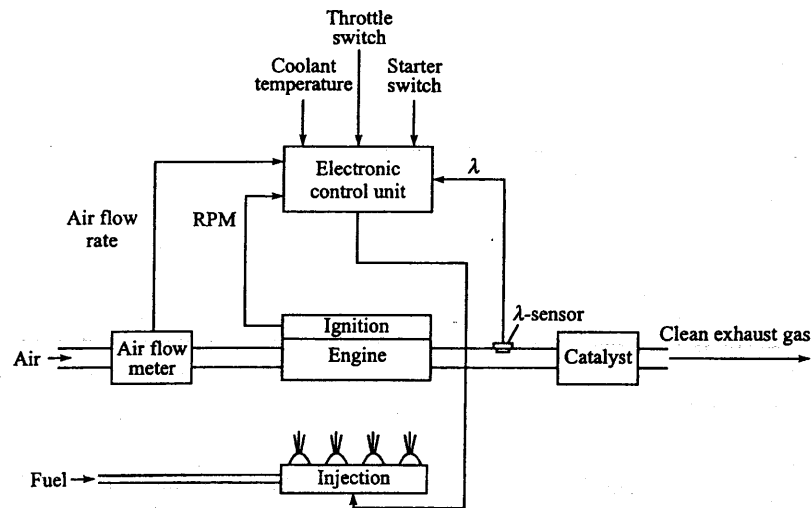 Throttle
switch
Coolant
temperature
Starter
switch
Electronic
control unit
λ
Air flow
rate
RPM
λ-sensor
Ignition
Engine
Air
Air flow
meter
Catalyst
Clean exhaust gas
Fuel
Injection